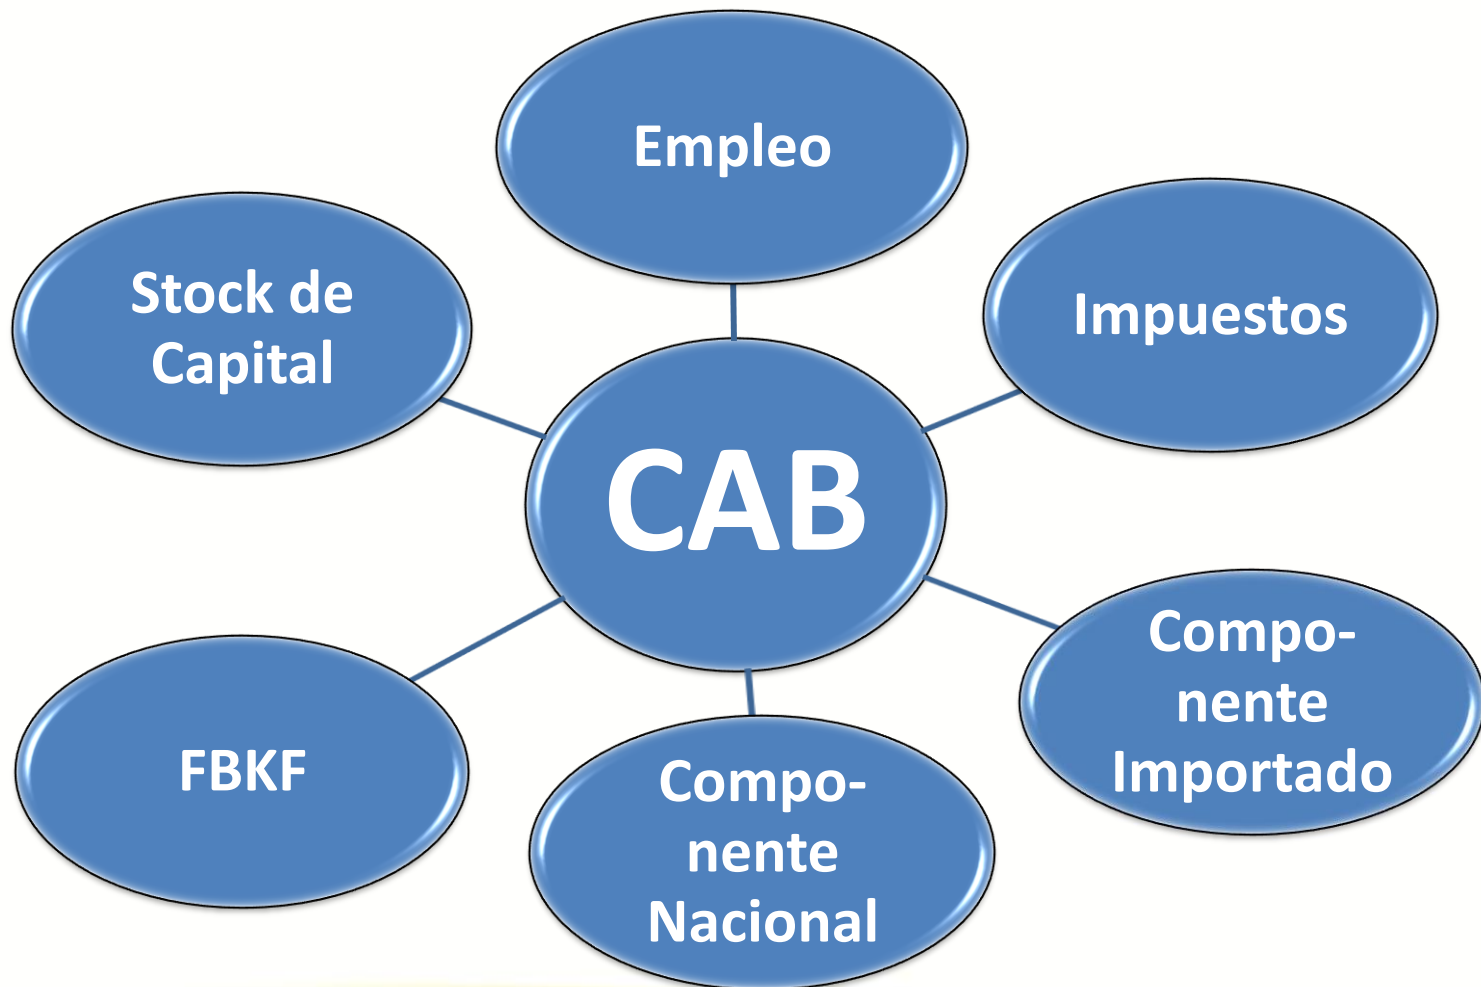 Empleo
Stock de
Capital
Impuestos
CAB
Compo-
nente
Importado
FBKF
Compo-
nente
Nacional